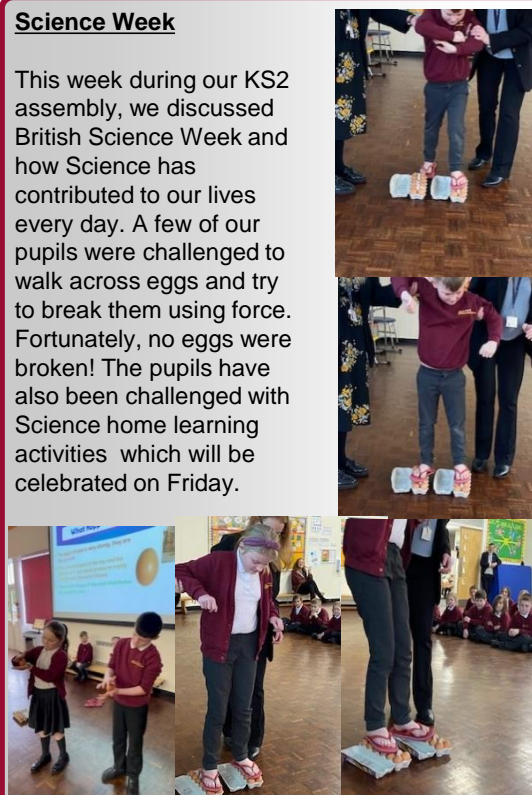 Science Week
This week during our KS2
assembly, we discussed
British Science Week and
how Science has
contributed to our lives
every day. A few of our
pupils were challenged to
walk across eggs and try
to break them using force.
Fortunately, no eggs were
broken! The pupils have
also been challenged with
Science home learning
activities which will be
celebrated on Friday.